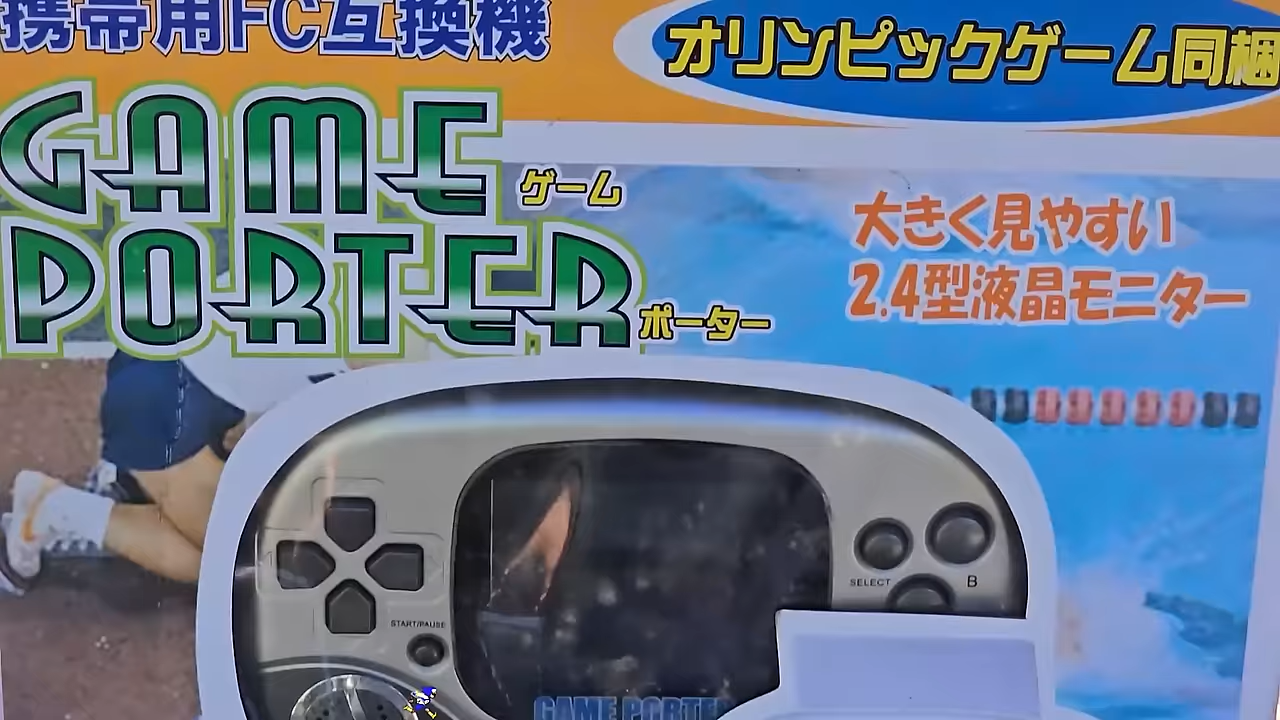 携帯用FC互換機
オリンピックゲーム同梱
GAME
ゲーム
PORTER
ポーター
大きく見やすい
2.4型液晶モニター
SELECT
B
START/PAUSE
GAME PORTER